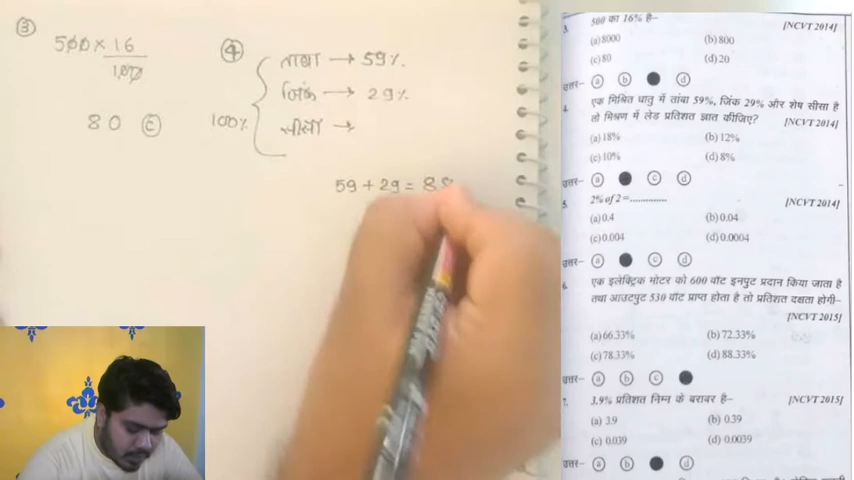 ③
500 × 16
100
80 ⓒ
④
तांबा → 59%.
जिंक → 29%
100%
सीसा →
59 + 29 = 88
3. 500 का 16% है–
[NCVT 2014]
(a) 8000 (b) 800
(c) 80 (d) 20
उत्तर– ⓐ ⓑ ● ⓓ
4. एक मिश्रित धातु में तांबा 59%, जिंक 29% और शेष सीसा है
तो मिश्रण में लेड प्रतिशत ज्ञात कीजिए? [NCVT 2014]
(a) 18% (b) 12%
(c) 10% (d) 8%
उत्तर– ⓐ ● ⓒ ⓓ
5. 2% of 2 = .............. [NCVT 2014]
(a) 0.4 (b) 0.04
(c) 0.004 (d) 0.0004
उत्तर– ⓐ ● ⓒ ⓓ
6. एक इलेक्ट्रिक मोटर को 600 वॉट इनपुट प्रदान किया जाता है
तथा आउटपुट 530 वॉट प्राप्त होता है तो प्रतिशत दक्षता होगी–
[NCVT 2015]
(a) 66.33% (b) 72.33%
(c) 78.33% (d) 88.33%
उत्तर– ⓐ ⓑ ⓒ ●
7. 3.9% प्रतिशत निम्न के बराबर है– [NCVT 2015]
(a) 3.9 (b) 0.39
(c) 0.039 (d) 0.0039
उत्तर– ⓐ ⓑ ● ⓓ